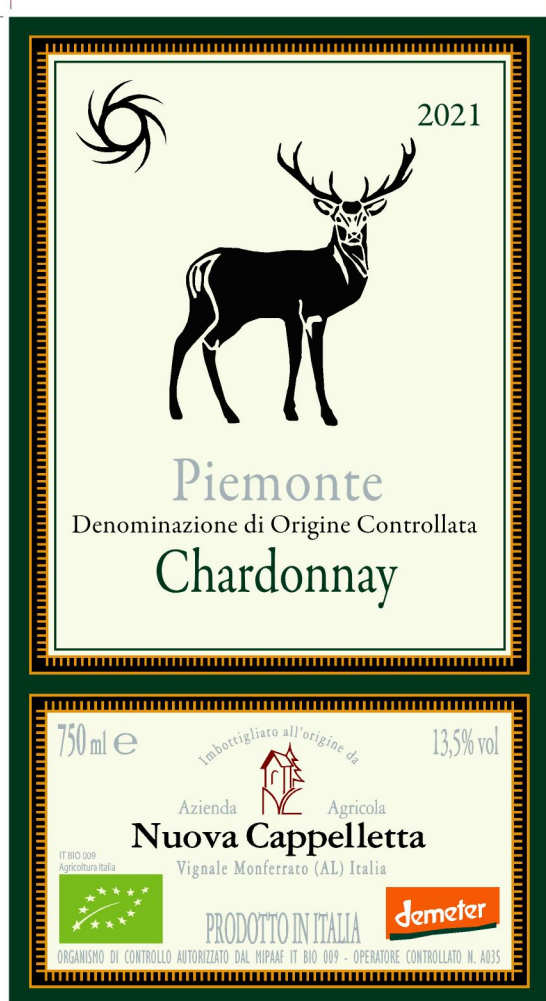 2021
Piemonte
Denominazione di Origine Controllata
Chardonnay
750 ml e
Imbottigliato all'origine da
13,5% vol
Azienda Agricola
Nuova Cappelletta
Vignale Monferrato (AL) Italia
IT BIO 009
Agricoltura Italia
PRODOTTO IN ITALIA
demeter
ORGANISMO DI CONTROLLO AUTORIZZATO DAL MIPAAF IT BIO 009 - OPERATORE CONTROLLATO N. A035